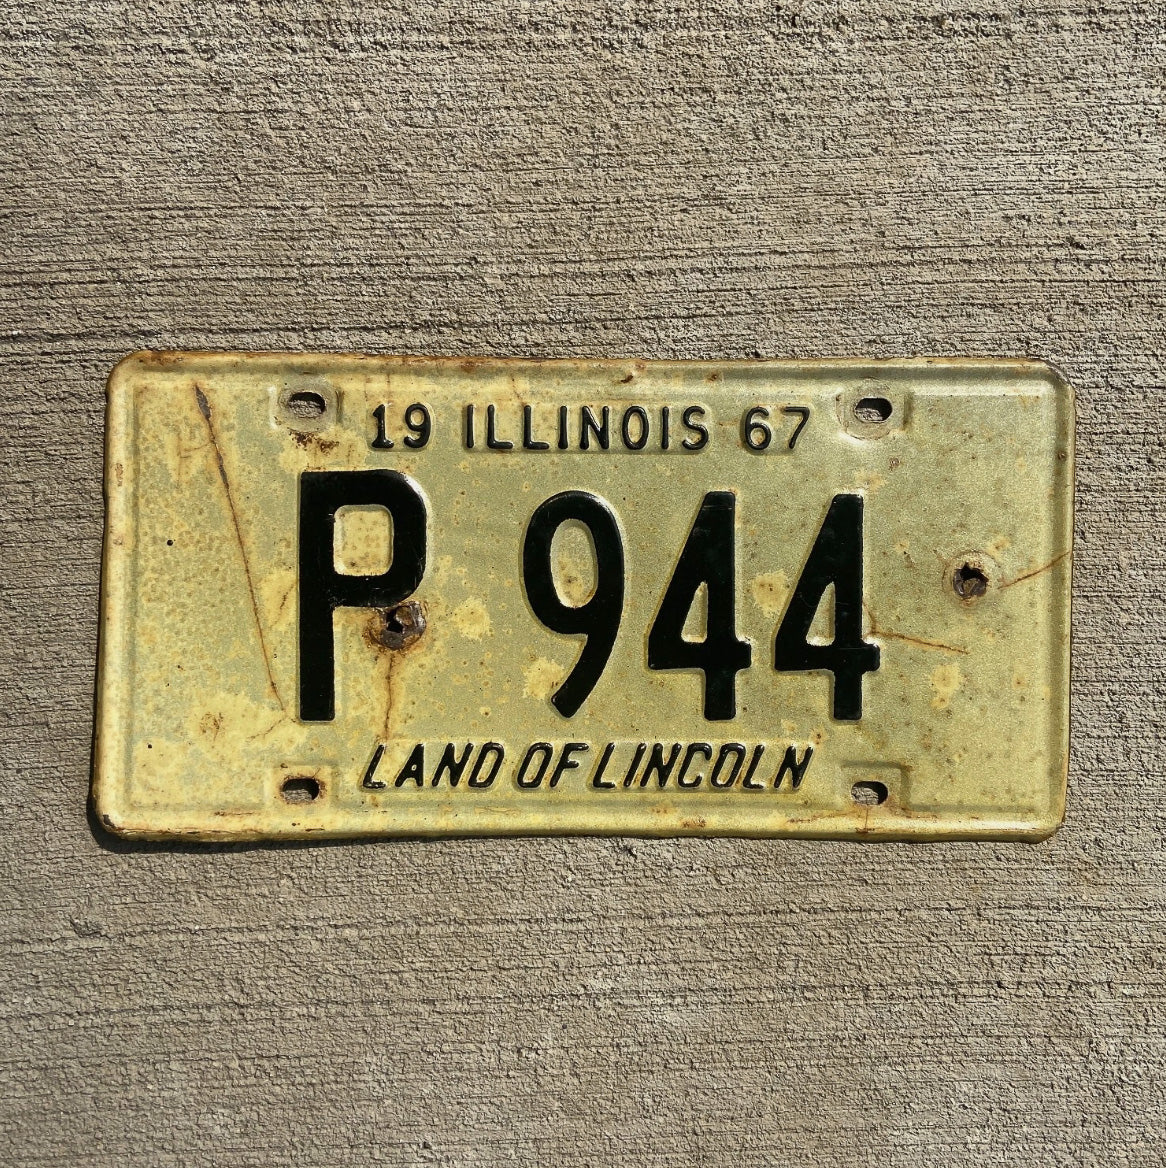 19 ILLINOIS 67
P 944
LAND OF LINCOLN